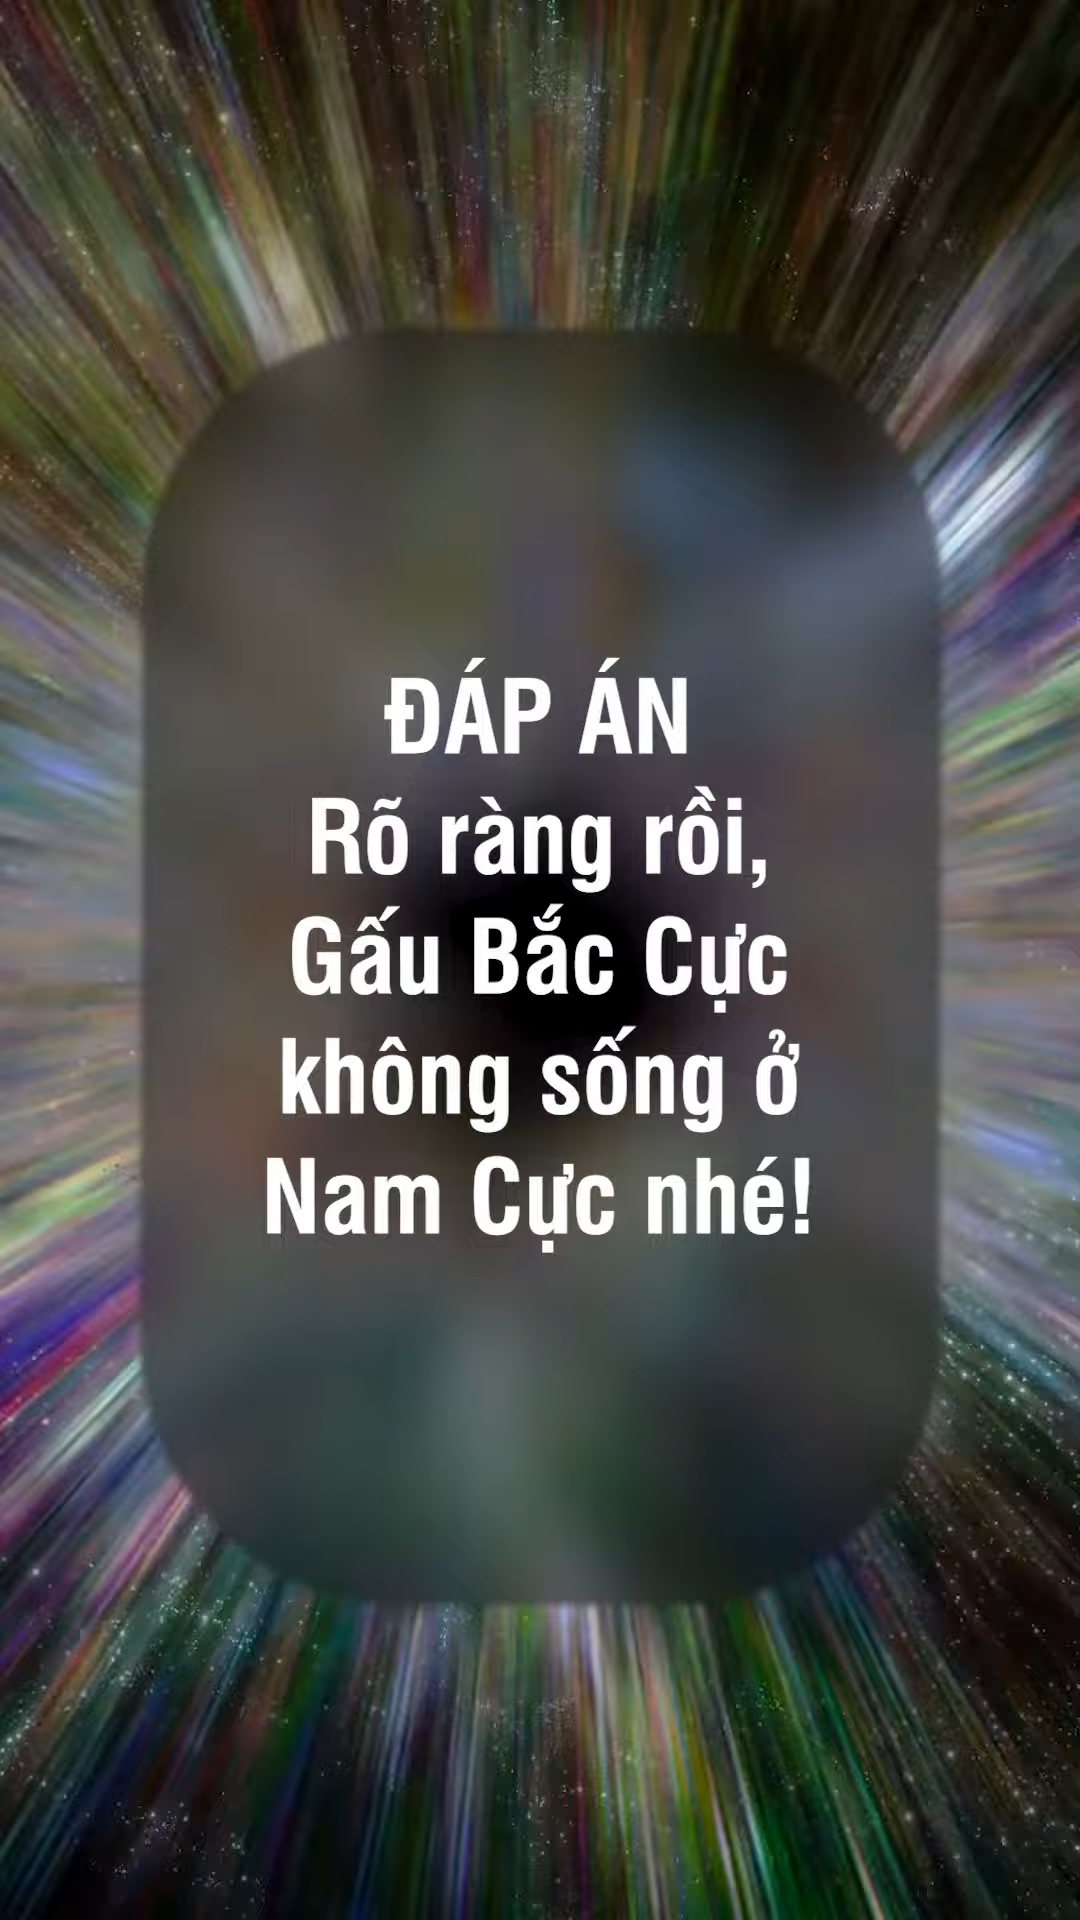 ĐÁP ÁN
Rõ ràng rồi,
Gấu Bắc Cực
không sống ở
Nam Cực nhé!